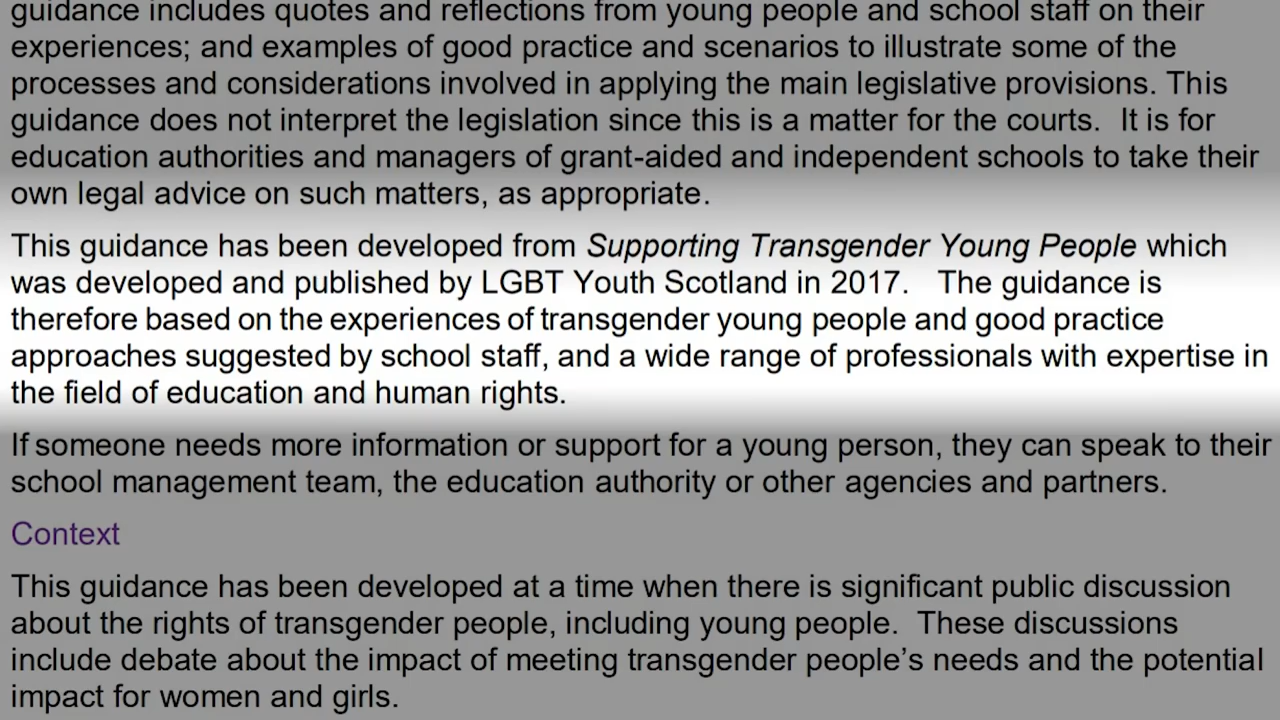 guidance includes quotes and reflections from young people and school staff on their
experiences; and examples of good practice and scenarios to illustrate some of the
processes and considerations involved in applying the main legislative provisions. This
guidance does not interpret the legislation since this is a matter for the courts.  It is for
education authorities and managers of grant-aided and independent schools to take their
own legal advice on such matters, as appropriate.
This guidance has been developed from Supporting Transgender Young People which
was developed and published by LGBT Youth Scotland in 2017.   The guidance is
therefore based on the experiences of transgender young people and good practice
approaches suggested by school staff, and a wide range of professionals with expertise in
the field of education and human rights.
If someone needs more information or support for a young person, they can speak to their
school management team, the education authority or other agencies and partners.
Context
This guidance has been developed at a time when there is significant public discussion
about the rights of transgender people, including young people.  These discussions
include debate about the impact of meeting transgender people’s needs and the potential
impact for women and girls.